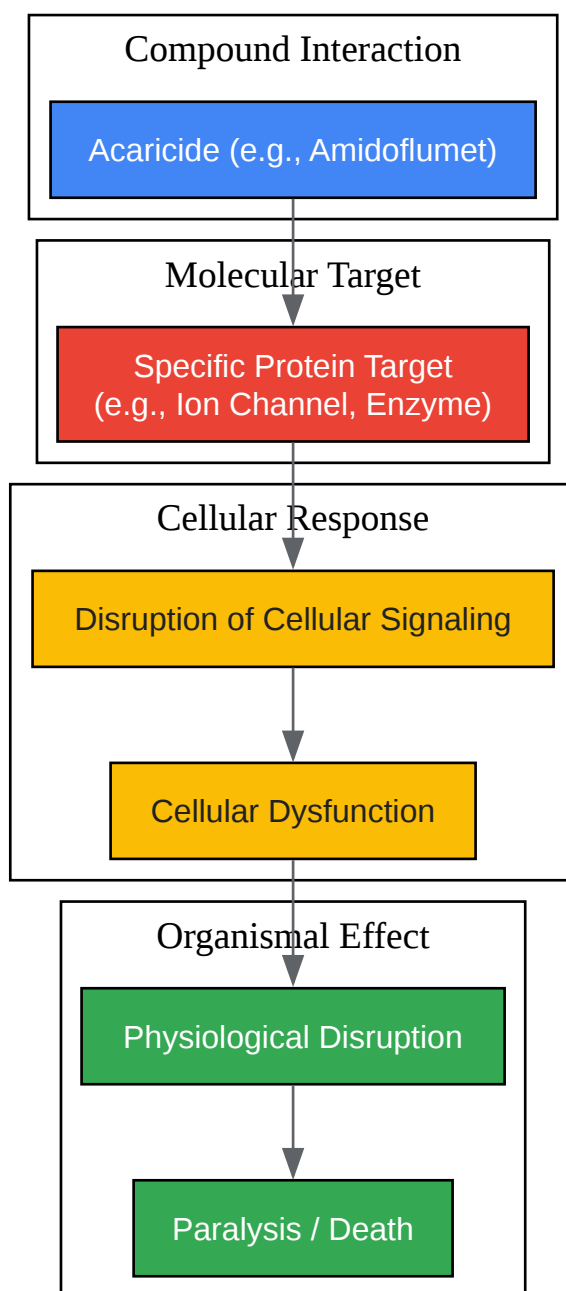 Compound Interaction
Acaricide (e.g., Amidoflumet)
Molecular Target
Specific Protein Target
(e.g., Ion Channel, Enzyme)
Cellular Response
Disruption of Cellular Signaling
Cellular Dysfunction
Organismal Effect
Physiological Disruption
Paralysis / Death